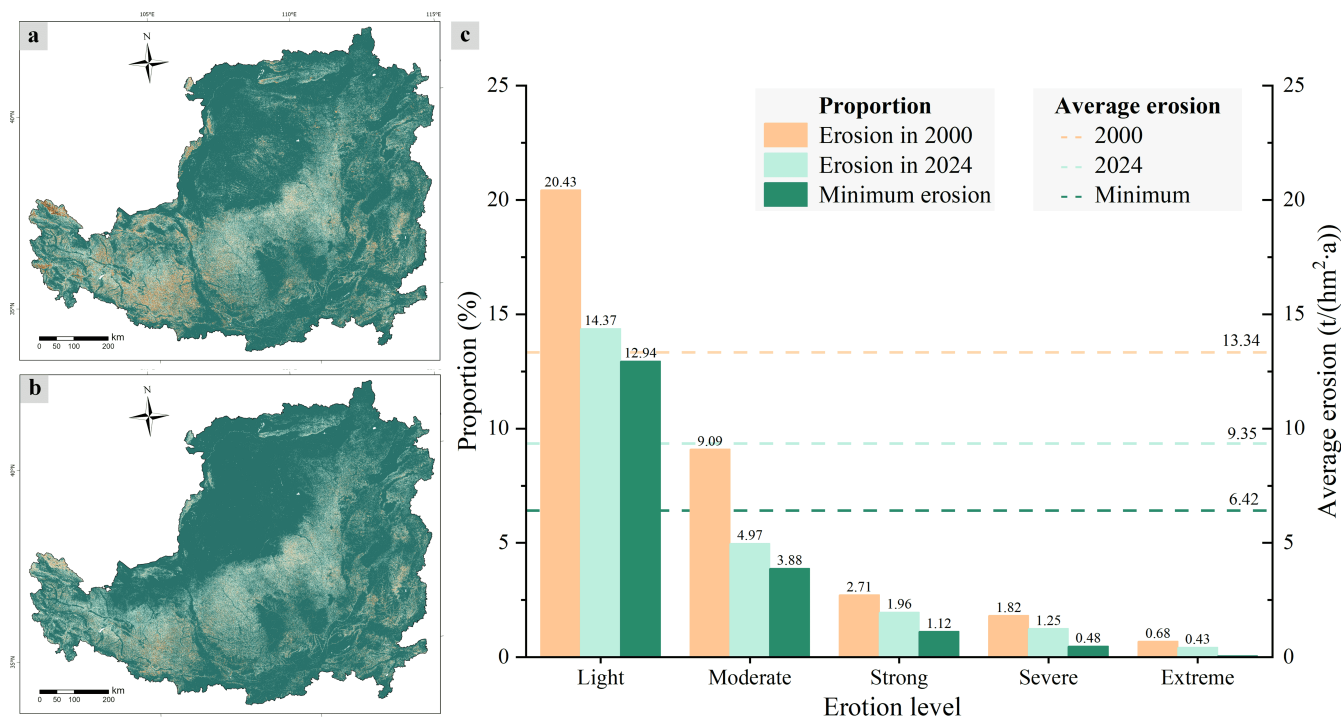 a
105°E 110°E 115°E
N
40°N
35°N
km
0 50 100 200
b
N
40°N
35°N
km
0 50 100 200
105°E 110°E
c
Proportion
Erosion in 2000
Erosion in 2024
Minimum erosion
Average erosion
2000
2024
Minimum
Proportion (%)
25
20
15
10
5
0
20.43
14.37
12.94
9.09
4.97
3.88
2.71
1.96
1.12
1.82
1.25
0.48
0.68
0.43
13.34
9.35
6.42
25
20
15
10
5
0
Average erosion (t/(hm²·a))
Light Moderate Strong Severe Extreme
Erotion level